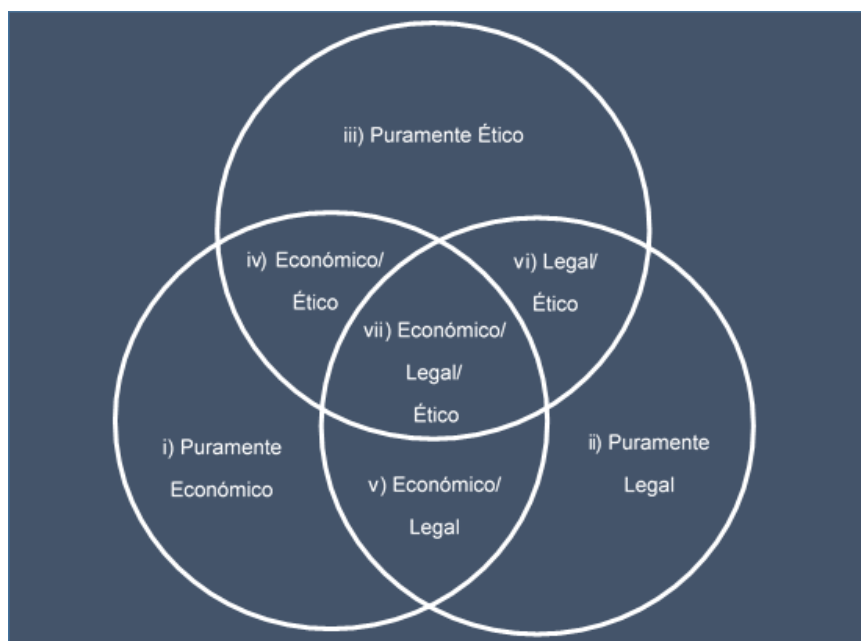 iii) Puramente Ético
iv) Económico/
Ético
vi) Legal/
Ético
vii) Económico/
Legal/
Ético
i) Puramente
Económico
ii) Puramente
Legal
v) Económico/
Legal